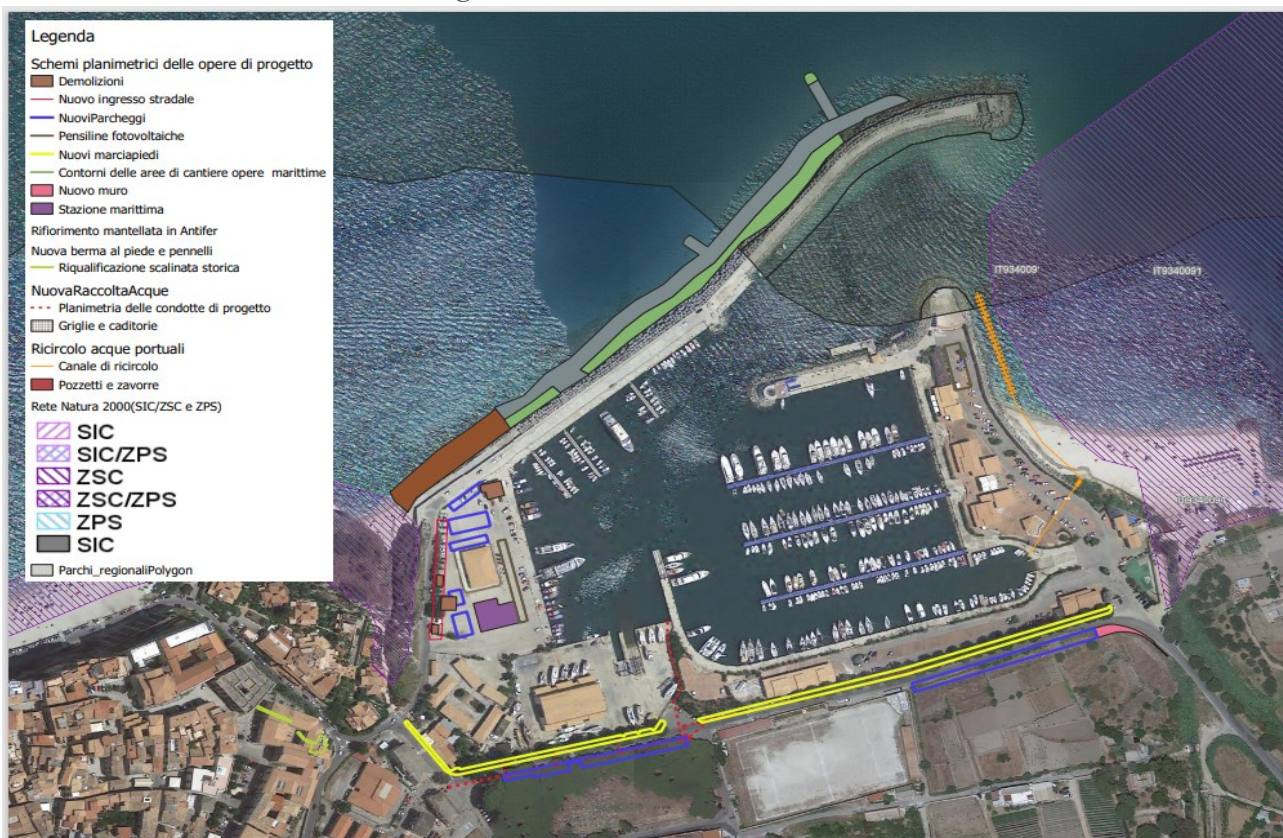 Legenda
Schemi planimetrici delle opere di progetto
Demolizioni
Nuovo ingresso stradale
NuoviParcheggi
Pensiline fotovoltaiche
Nuovi marciapiedi
Contorni delle aree di cantiere opere marittime
Nuovo muro
Stazione marittima
Rifiorimento mantellata in Antifer
Nuova berma al piede e pennelli
Riqualificazione scalinata storica
NuovaRaccoltaAcque
Planimetria delle condotte di progetto
Griglie e caditorie
Ricircolo acque portuali
Canale di ricircolo
Pozzetti e zavorre
Rete Natura 2000(SIC/ZSC e ZPS)
SIC
SIC/ZPS
ZSC
ZSC/ZPS
ZPS
SIC
Parchi_regionaliPolygon
IT934009
IT9340091